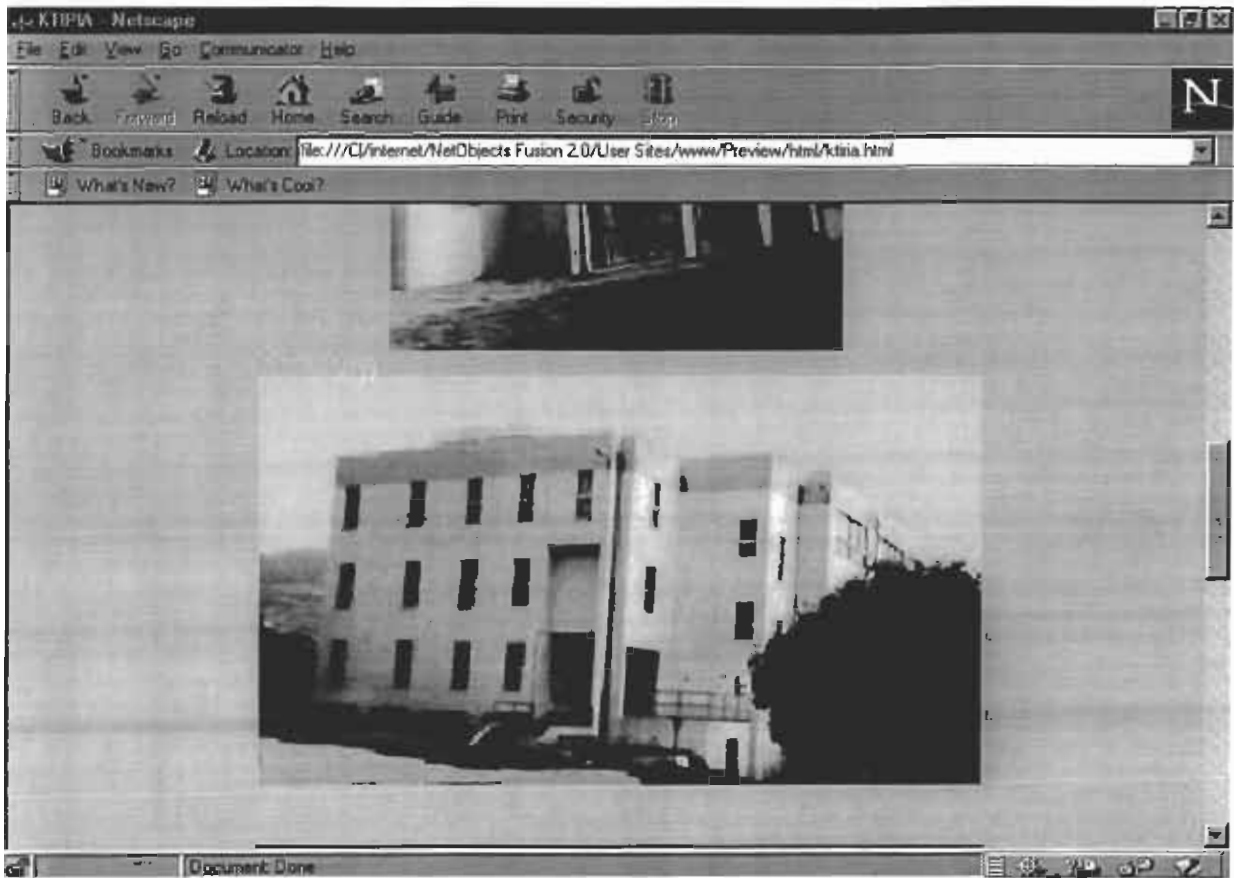 ΚΤΙΡΙΑ - Netscape
File Edit View Go Communicator Help
N
Back Forward Reload Home Search Guide Print Security Stop
Bookmarks Location: file:///C|/internet/NetObjects Fusion 2.0/User Sites/www/Preview/html/ktiria.html
What's New? What's Cool?
Document: Done